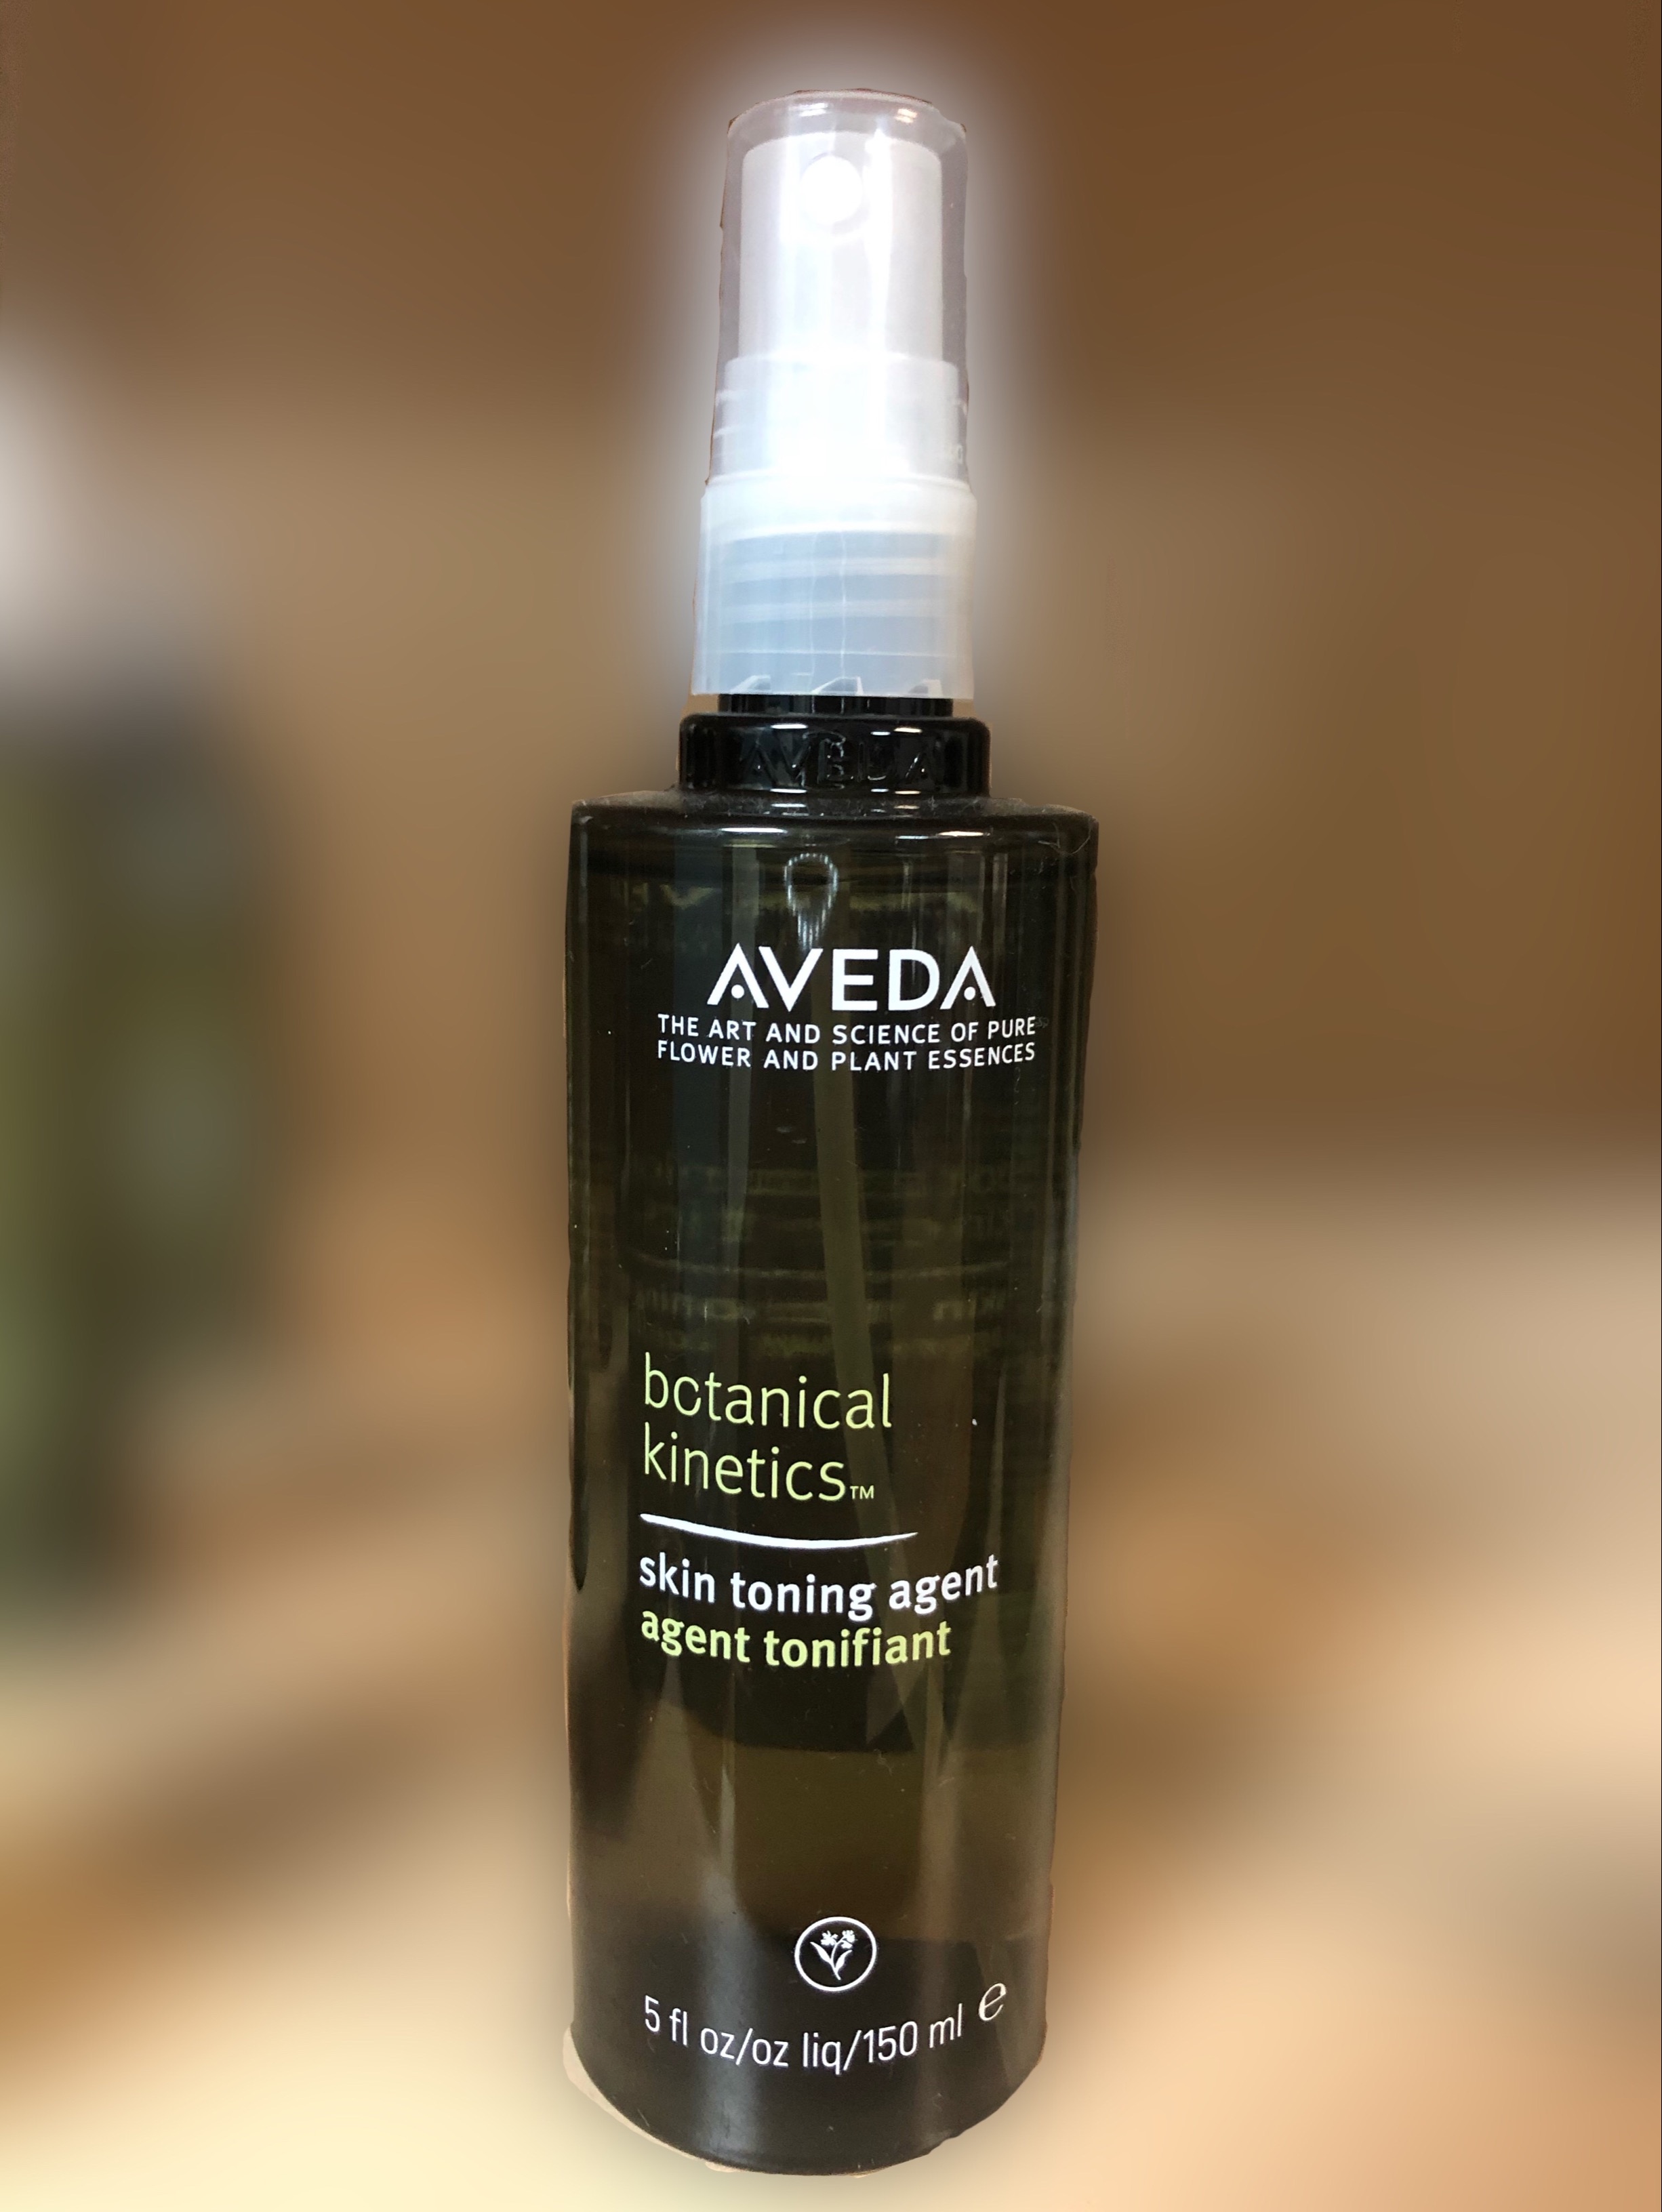 AVEDA
AVEDA
THE ART AND SCIENCE OF PURE
FLOWER AND PLANT ESSENCES
botanical
kinetics™
skin toning agent
agent tonifiant
5 fl oz/oz liq/150 ml e